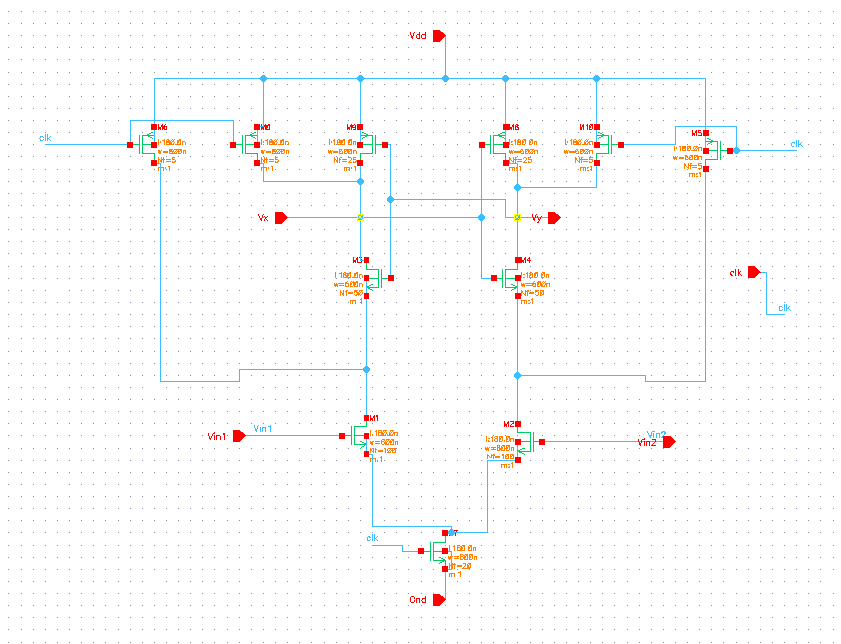 Vdd
clk
M6
l:180.0n
w=600n
Nf=5
m:1
l:180.0n
w=600n
Nf=5
m:1
M9
l:180.0n
w=600n
Nf=25
m:1
M8
l:180.0n
w=600n
Nf=25
m:1
M10
l:180.0n
w=600n
Nf=5
m:1
M5
l:180.0n
w=600n
Nf=5
m:1
clk
Vx
Vy
M3
l:180.0n
w=600n
Nf=50
m:1
M4
l:180.0n
w=600n
Nf=50
m:1
clk
clk
Vin1
Vin1
M1
l:180.0n
w=600n
Nf=100
m:1
M2
l:180.0n
w=600n
Nf=100
m:1
Vin2
Vin2
clk
l:180.0n
w=600n
Nf=20
m:1
Gnd